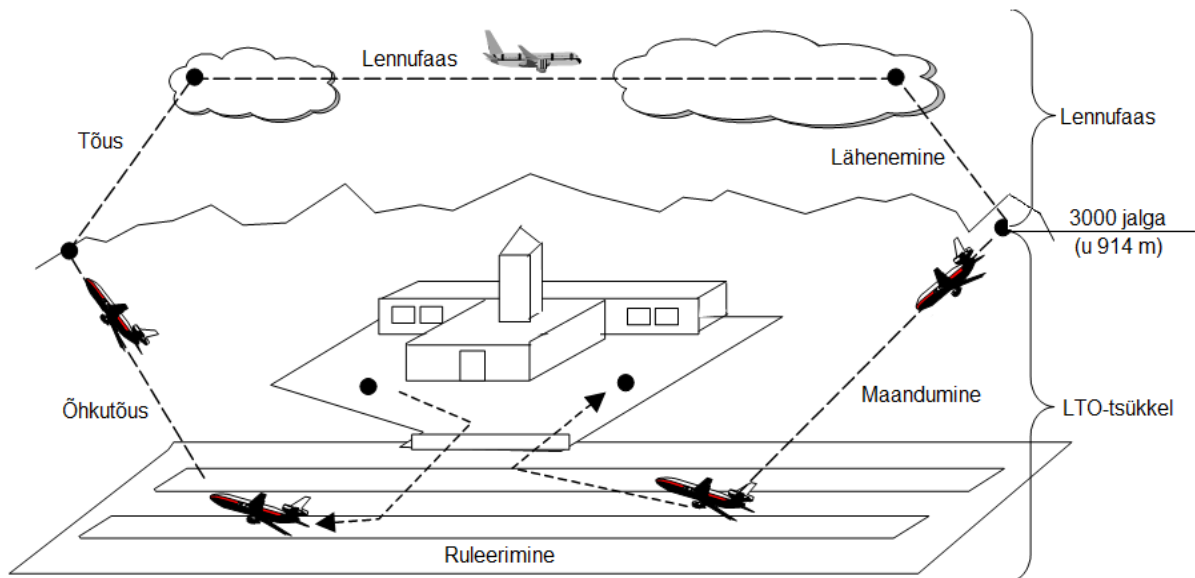 Lennufaas
Tõus
Lähenemine
Lennufaas
3000 jalga
(u 914 m)
Õhkutõus
Maandumine
LTO-tsükkel
Ruleerimine